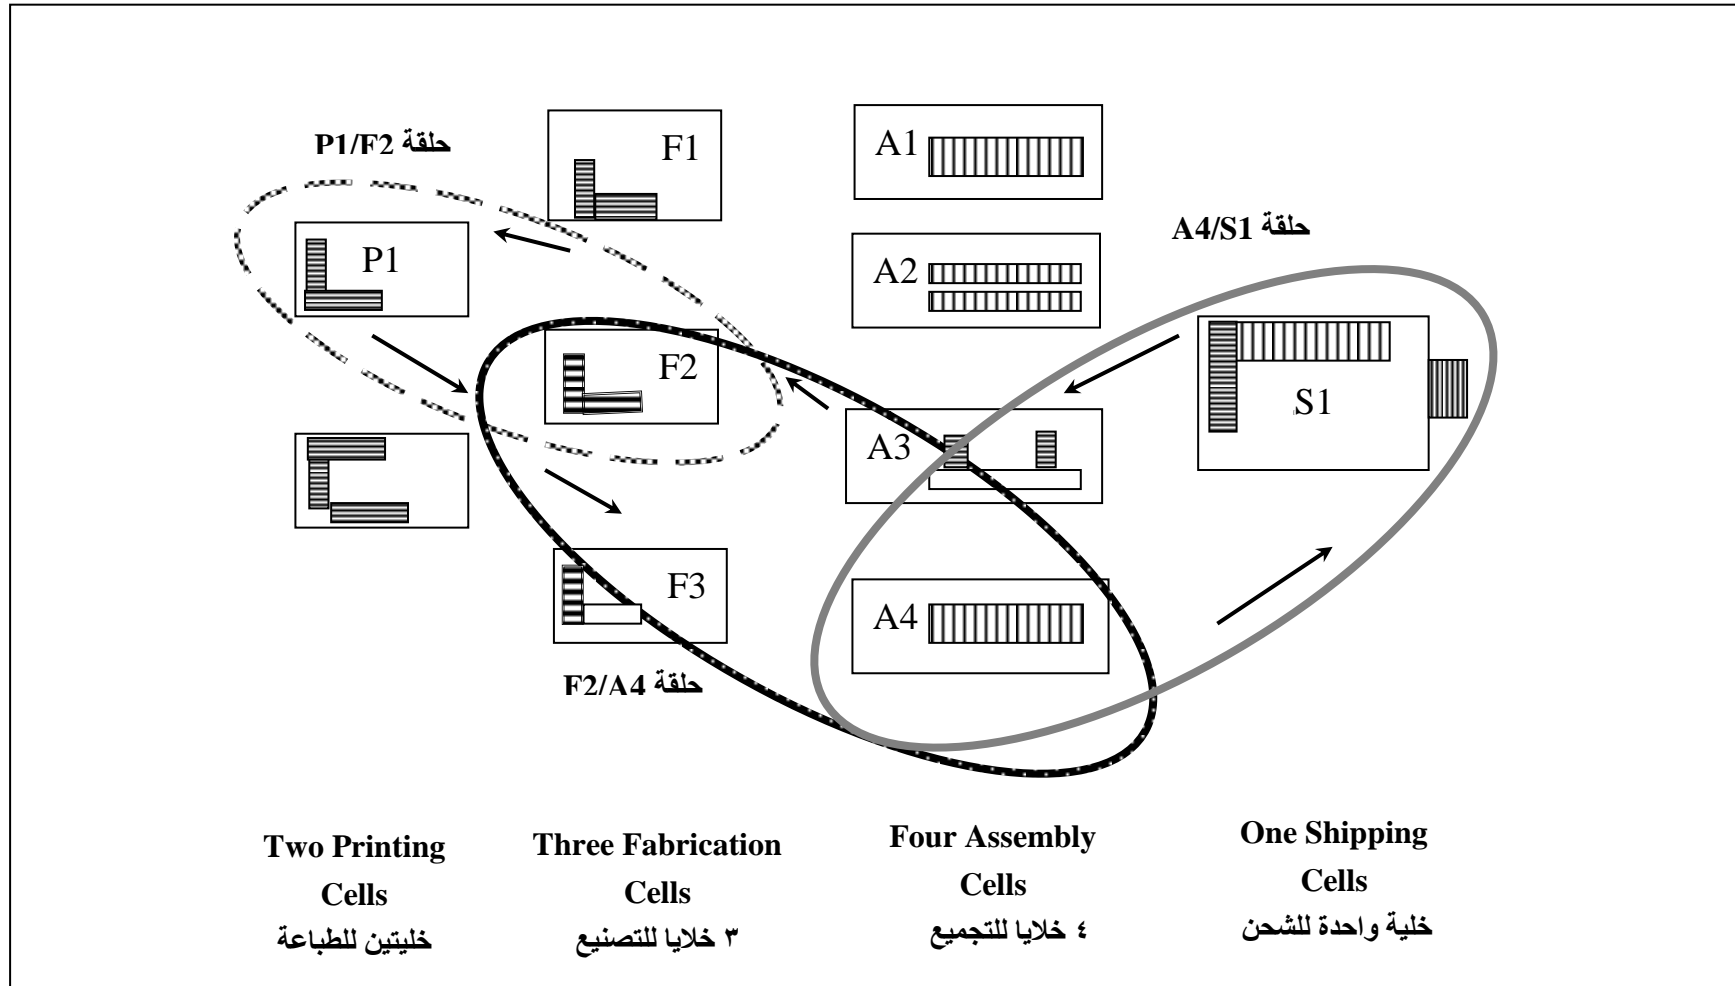 حلقة P1/F2
F1
A1
حلقة A4/S1
P1
A2
F2
S1
A3
F3
A4
حلقة F2/A4
Two Printing
Cells
خليتين للطباعة
Three Fabrication
Cells
٣ خلايا للتصنيع
Four Assembly
Cells
٤ خلايا للتجميع
One Shipping
Cells
خلية واحدة للشحن